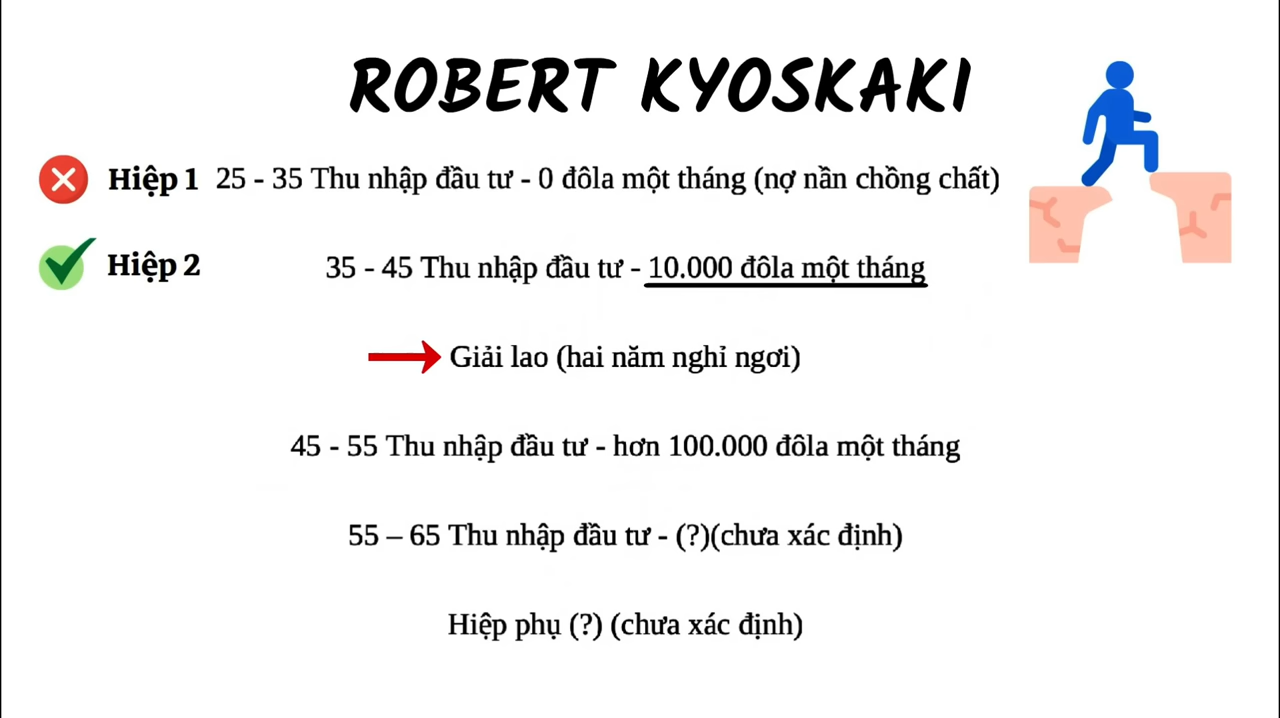 ROBERT KYOSKAKI
Hiệp 1 25 - 35 Thu nhập đầu tư - 0 đôla một tháng (nợ nần chồng chất)
Hiệp 2 35 - 45 Thu nhập đầu tư - 10.000 đôla một tháng
Giải lao (hai năm nghỉ ngơi)
45 - 55 Thu nhập đầu tư - hơn 100.000 đôla một tháng
55 – 65 Thu nhập đầu tư - (?)(chưa xác định)
Hiệp phụ (?) (chưa xác định)